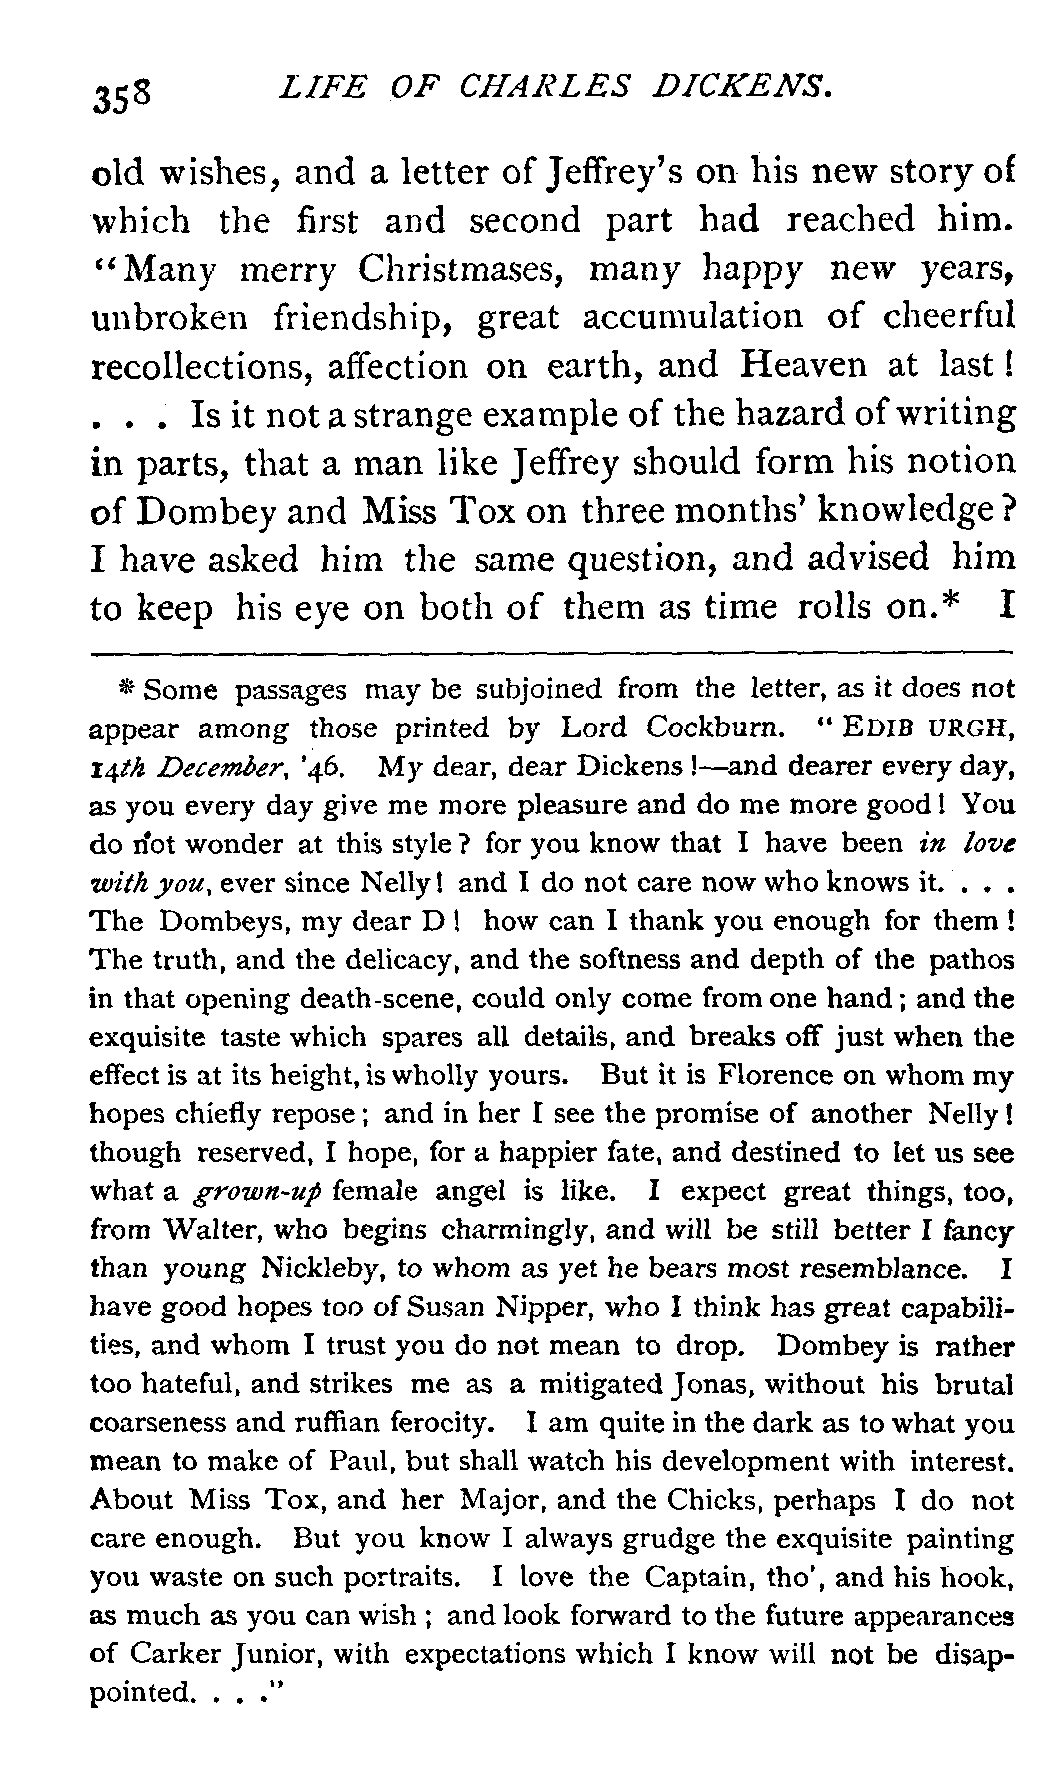 358 LIFE OF CHARLES DICKENS.
old wishes, and a letter of Jeffrey's on his new story of
which the first and second part had reached him.
“Many merry Christmases, many happy new years,
unbroken friendship, great accumulation of cheerful
recollections, affection on earth, and Heaven at last!
. . . Is it not a strange example of the hazard of writing
in parts, that a man like Jeffrey should form his notion
of Dombey and Miss Tox on three months' knowledge?
I have asked him the same question, and advised him
to keep his eye on both of them as time rolls on.* I
* Some passages may be subjoined from the letter, as it does not
appear among those printed by Lord Cockburn. “EDIB URGH,
14th December, '46. My dear, dear Dickens!—and dearer every day,
as you every day give me more pleasure and do me more good! You
do not wonder at this style? for you know that I have been in love
with you, ever since Nelly! and I do not care now who knows it. . . .
The Dombeys, my dear D! how can I thank you enough for them!
The truth, and the delicacy, and the softness and depth of the pathos
in that opening death-scene, could only come from one hand; and the
exquisite taste which spares all details, and breaks off just when the
effect is at its height, is wholly yours. But it is Florence on whom my
hopes chiefly repose; and in her I see the promise of another Nelly!
though reserved, I hope, for a happier fate, and destined to let us see
what a grown-up female angel is like. I expect great things, too,
from Walter, who begins charmingly, and will be still better I fancy
than young Nickleby, to whom as yet he bears most resemblance. I
have good hopes too of Susan Nipper, who I think has great capabili-
ties, and whom I trust you do not mean to drop. Dombey is rather
too hateful, and strikes me as a mitigated Jonas, without his brutal
coarseness and ruffian ferocity. I am quite in the dark as to what you
mean to make of Paul, but shall watch his development with interest.
About Miss Tox, and her Major, and the Chicks, perhaps I do not
care enough. But you know I always grudge the exquisite painting
you waste on such portraits. I love the Captain, tho', and his hook,
as much as you can wish; and look forward to the future appearances
of Carker Junior, with expectations which I know will not be disap-
pointed. . . ."